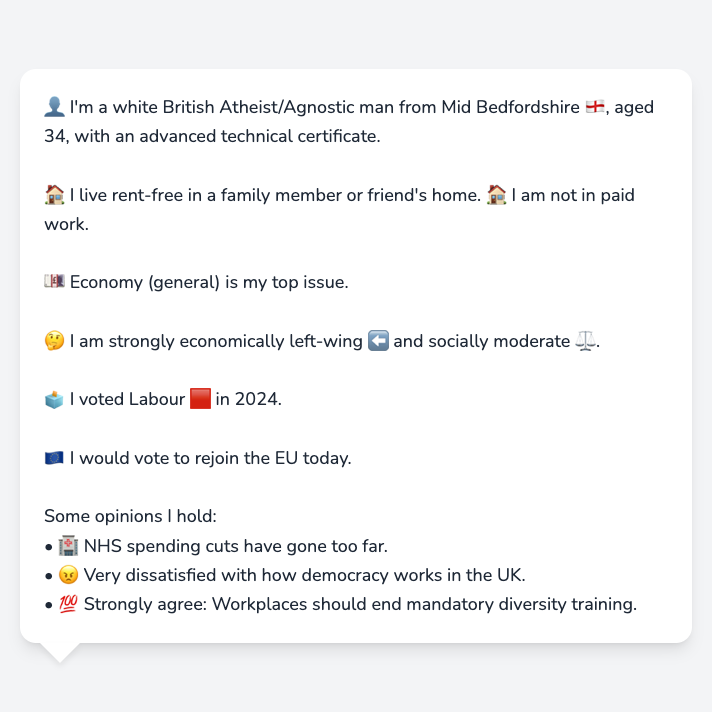 👤 I'm a white British Atheist/Agnostic man from Mid Bedfordshire 🏴󠁧󠁢󠁥󠁮󠁧󠁿, aged
34, with an advanced technical certificate.
🏠 I live rent-free in a family member or friend's home. 🏠 I am not in paid
work.
💷 Economy (general) is my top issue.
🤔 I am strongly economically left-wing ⬅️ and socially moderate ⚖️.
🗳️ I voted Labour 🟥 in 2024.
🇪🇺 I would vote to rejoin the EU today.
Some opinions I hold:
• 🏥 NHS spending cuts have gone too far.
• 😠 Very dissatisfied with how democracy works in the UK.
• 💯 Strongly agree: Workplaces should end mandatory diversity training.